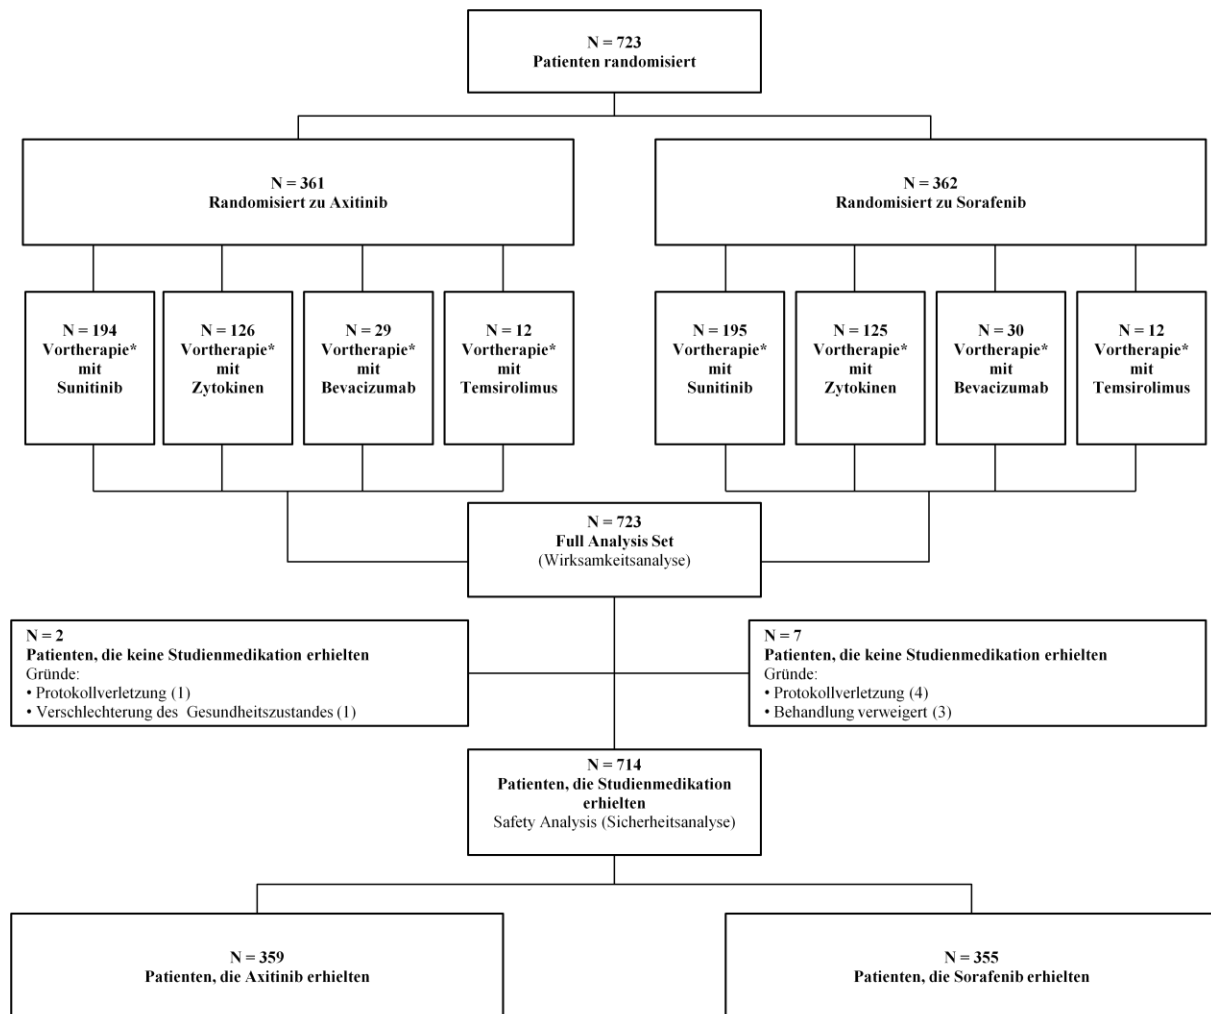 N = 723
Patienten randomisiert
N = 361
Randomisiert zu Axitinib
N = 362
Randomisiert zu Sorafenib
N = 194
Vortherapie*
mit
Sunitinib
N = 126
Vortherapie*
mit
Zytokinen
N = 29
Vortherapie*
mit
Bevacizumab
N = 12
Vortherapie*
mit
Temsirolimus
N = 195
Vortherapie*
mit
Sunitinib
N = 125
Vortherapie*
mit
Zytokinen
N = 30
Vortherapie*
mit
Bevacizumab
N = 12
Vortherapie*
mit
Temsirolimus
N = 723
Full Analysis Set
(Wirksamkeitsanalyse)
N = 2
Patienten, die keine Studienmedikation erhielten
Gründe:
• Protokollverletzung (1)
• Verschlechterung des Gesundheitszustandes (1)
N = 7
Patienten, die keine Studienmedikation erhielten
Gründe:
• Protokollverletzung (4)
• Behandlung verweigert (3)
N = 714
Patienten, die Studienmedikation
erhielten
Safety Analysis (Sicherheitsanalyse)
N = 359
Patienten, die Axitinib erhielten
N = 355
Patienten, die Sorafenib erhielten